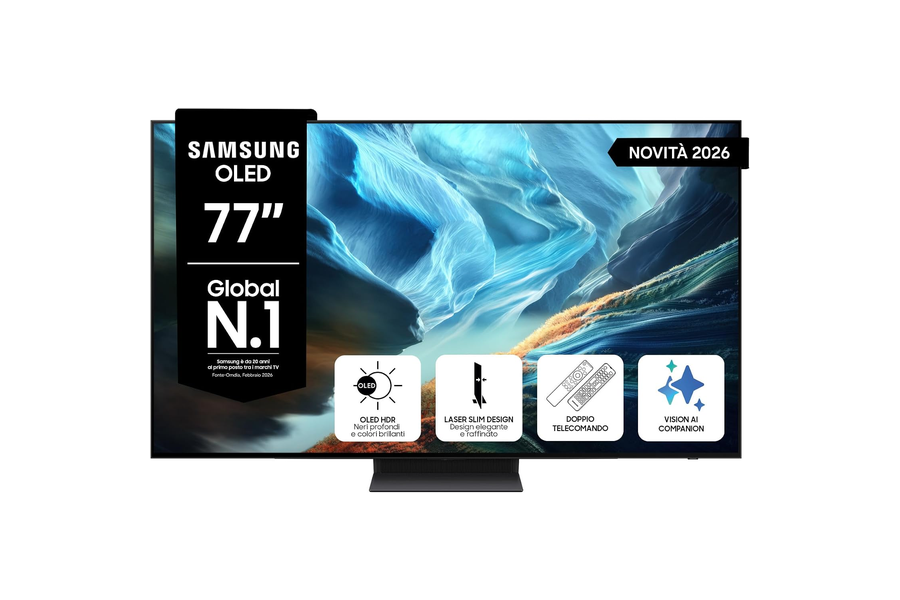 SAMSUNG
OLED
77”
Global
N.1
Samsung è da 20 anni
al primo posto tra i marchi TV
Fonte-Omdia, Febbraio 2026
NOVITÀ 2026
OLED
OLED HDR
Neri profondi
e colori brillanti
LASER SLIM DESIGN
Design elegante
e raffinato
DOPPIO
TELECOMANDO
VISION AI
COMPANION